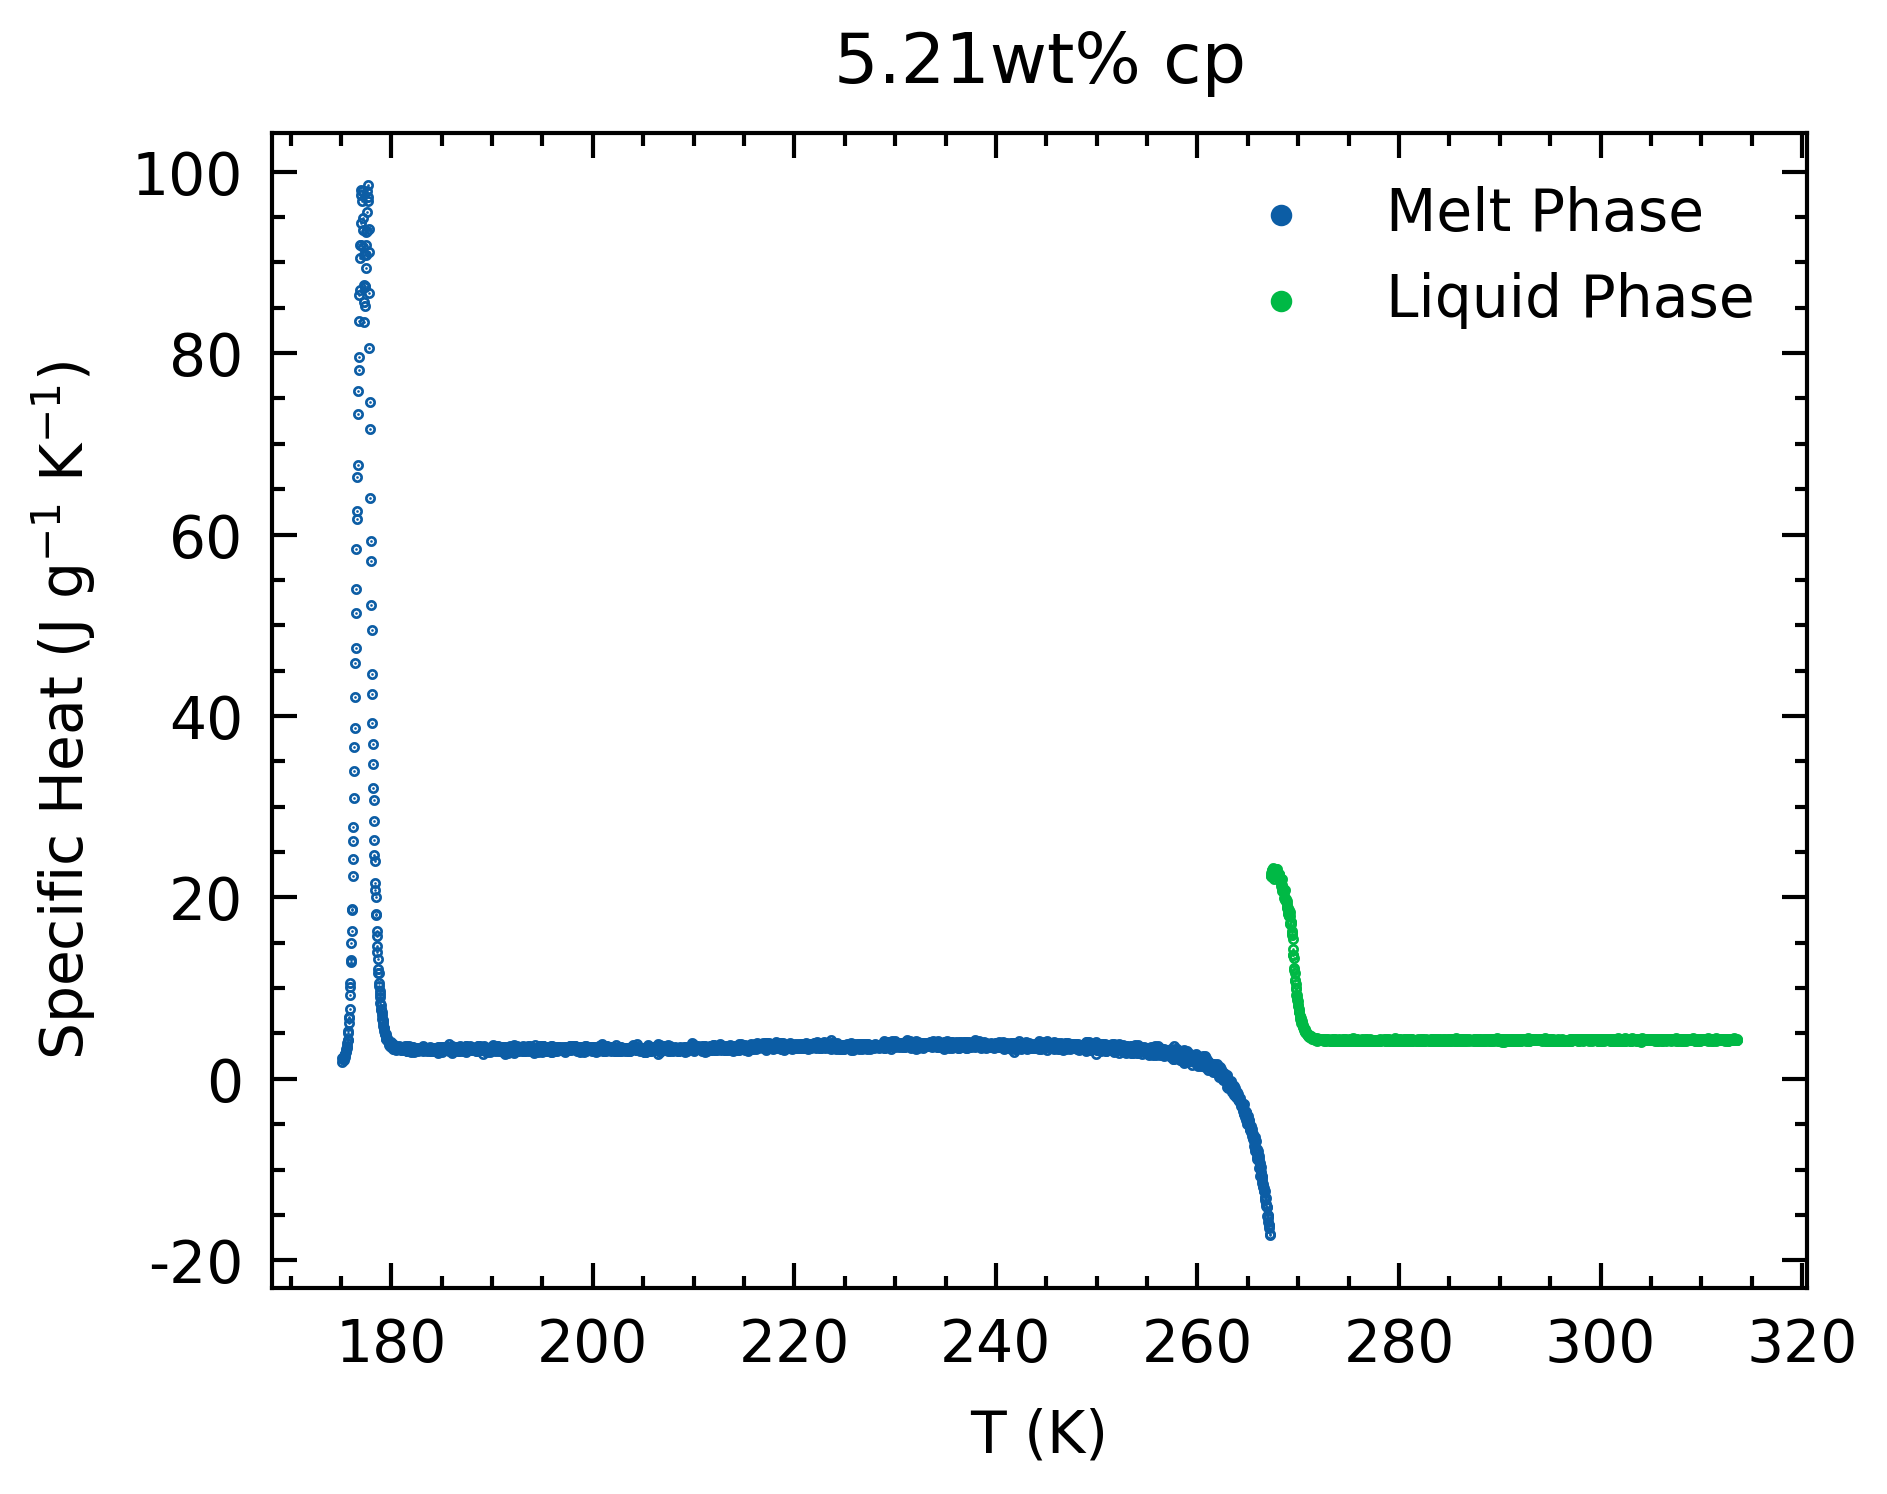 5.21wt% cp
Specific Heat (J g⁻¹ K⁻¹)
100
80
60
40
20
0
-20
Melt Phase
Liquid Phase
180 200 220 240 260 280 300 320
T (K)